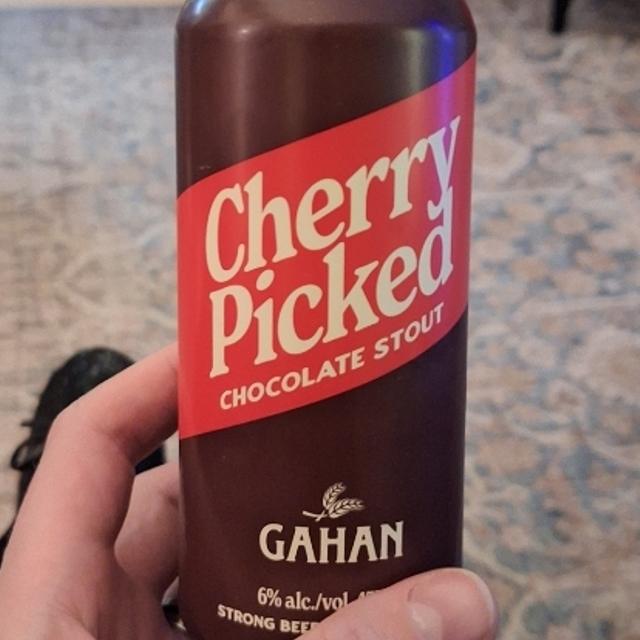 Cherry
Picked
CHOCOLATE STOUT
GAHAN
6% alc./vol
STRONG BEER